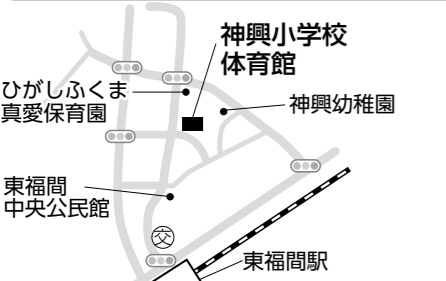 神興小学校
体育館
ひがしふくま
真愛保育園
神興幼稚園
東福間
中央公民館
交
東福間駅